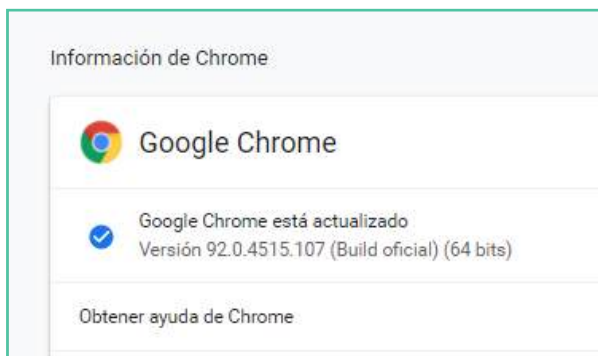 Información de Chrome
Google Chrome
Google Chrome está actualizado
Versión 92.0.4515.107 (Build oficial) (64 bits)
Obtener ayuda de Chrome